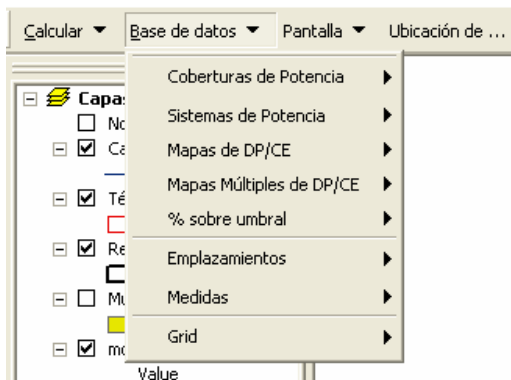 Calcular Base de datos Pantalla Ubicación de ...
Coberturas de Potencia
Capas
Sistemas de Potencia
Mapas de DP/CE
Mapas Múltiples de DP/CE
% sobre umbral
Emplazamientos
Medidas
Grid
Value